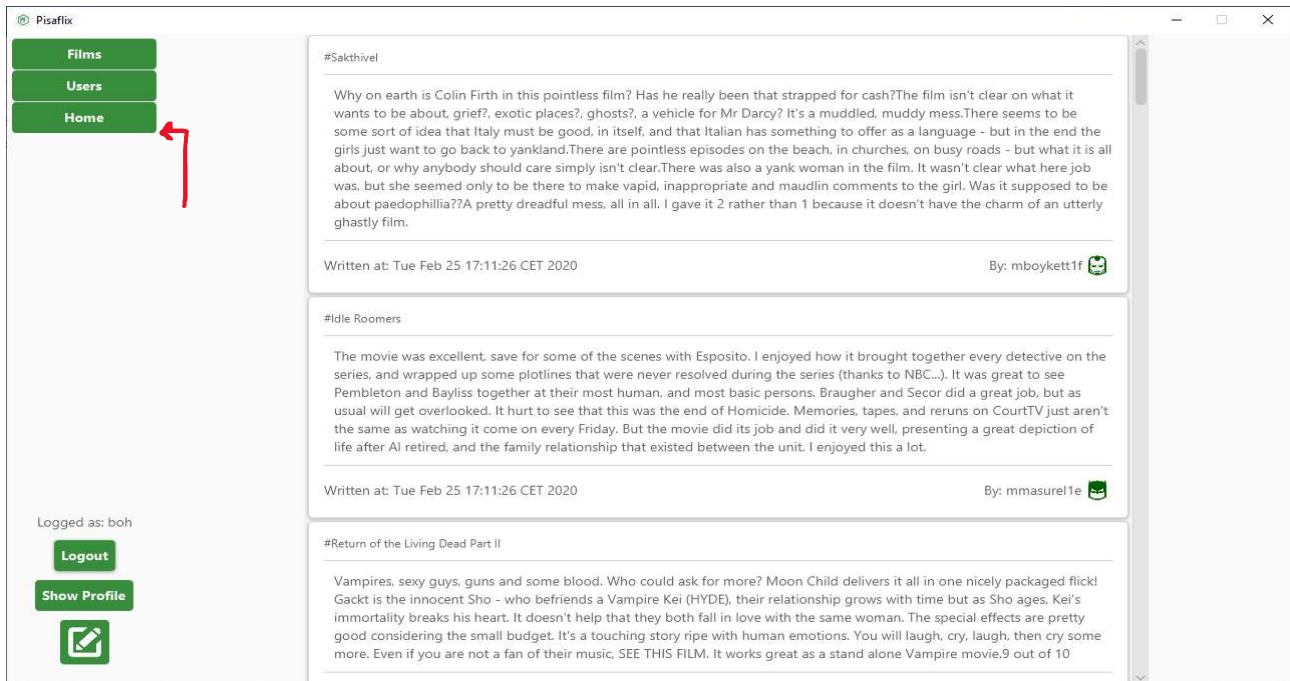 Pisaflix
Films
Users
Home
#Sakthivel
Why on earth is Colin Firth in this pointless film? Has he really been that strapped for cash?The film isn't clear on what it
wants to be about, grief?, exotic places?, ghosts?, a vehicle for Mr Darcy? It's a muddled, muddy mess.There seems to be
some sort of idea that Italy must be good, in itself, and that Italian has something to offer as a language - but in the end the
girls just want to go back to yankland.There are pointless episodes on the beach, in churches, on busy roads - but what it is all
about, or why anybody should care simply isn't clear.There was also a yank woman in the film. It wasn't clear what here job
was, but she seemed only to be there to make vapid, inappropriate and maudlin comments to the girl. Was it supposed to be
about paedophillia??A pretty dreadful mess, all in all. I gave it 2 rather than 1 because it doesn't have the charm of an utterly
ghastly film.
Written at: Tue Feb 25 17:11:26 CET 2020
By: mboykett1f
#Idle Roomers
The movie was excellent, save for some of the scenes with Esposito. I enjoyed how it brought together every detective on the
series, and wrapped up some plotlines that were never resolved during the series (thanks to NBC...). It was great to see
Pembleton and Bayliss together at their most human, and most basic persons. Braugher and Secor did a great job, but as
usual will get overlooked. It hurt to see that this was the end of Homicide. Memories, tapes, and reruns on CourtTV just aren't
the same as watching it come on every Friday. But the movie did its job and did it very well, presenting a great depiction of
life after Al retired, and the family relationship that existed between the unit. I enjoyed this a lot.
Written at: Tue Feb 25 17:11:26 CET 2020
By: mmasurel1e
#Return of the Living Dead Part II
Vampires, sexy guys, guns and some blood. Who could ask for more? Moon Child delivers it all in one nicely packaged flick!
Gackt is the innocent Sho - who befriends a Vampire Kei (HYDE), their relationship grows with time but as Sho ages, Kei's
immortality breaks his heart. It doesn't help that they both fall in love with the same woman. The special effects are pretty
good considering the small budget. It's a touching story ripe with human emotions. You will laugh, cry, laugh, then cry some
more. Even if you are not a fan of their music, SEE THIS FILM. It works great as a stand alone Vampire movie.9 out of 10
Logged as: boh
Logout
Show Profile